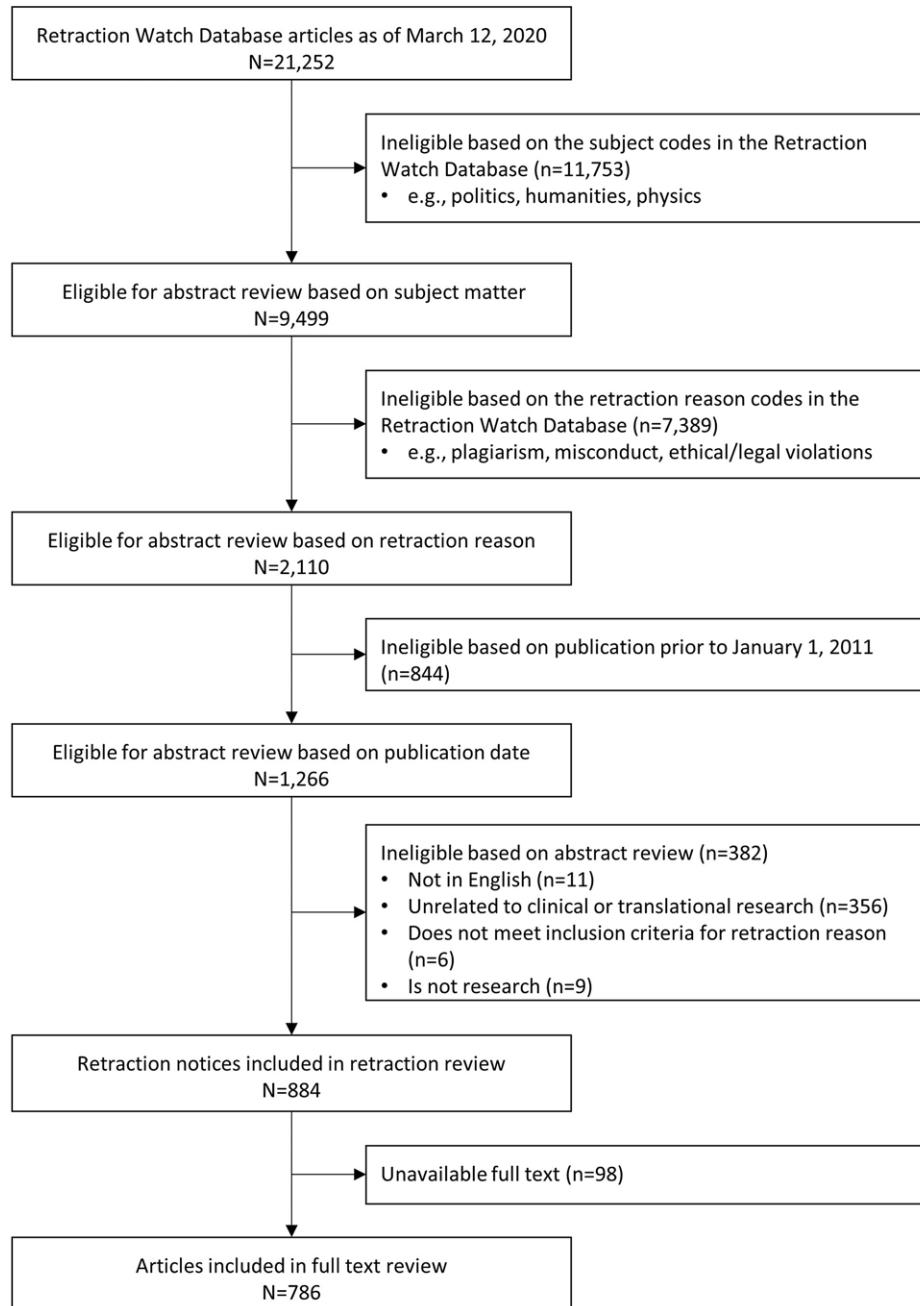 Retraction Watch Database articles as of March 12, 2020
N=21,252
Ineligible based on the subject codes in the Retraction
Watch Database (n=11,753)
• e.g., politics, humanities, physics
Eligible for abstract review based on subject matter
N=9,499
Ineligible based on the retraction reason codes in the
Retraction Watch Database (n=7,389)
• e.g., plagiarism, misconduct, ethical/legal violations
Eligible for abstract review based on retraction reason
N=2,110
Ineligible based on publication prior to January 1, 2011
(n=844)
Eligible for abstract review based on publication date
N=1,266
Ineligible based on abstract review (n=382)
• Not in English (n=11)
• Unrelated to clinical or translational research (n=356)
• Does not meet inclusion criteria for retraction reason
(n=6)
• Is not research (n=9)
Retraction notices included in retraction review
N=884
Unavailable full text (n=98)
Articles included in full text review
N=786